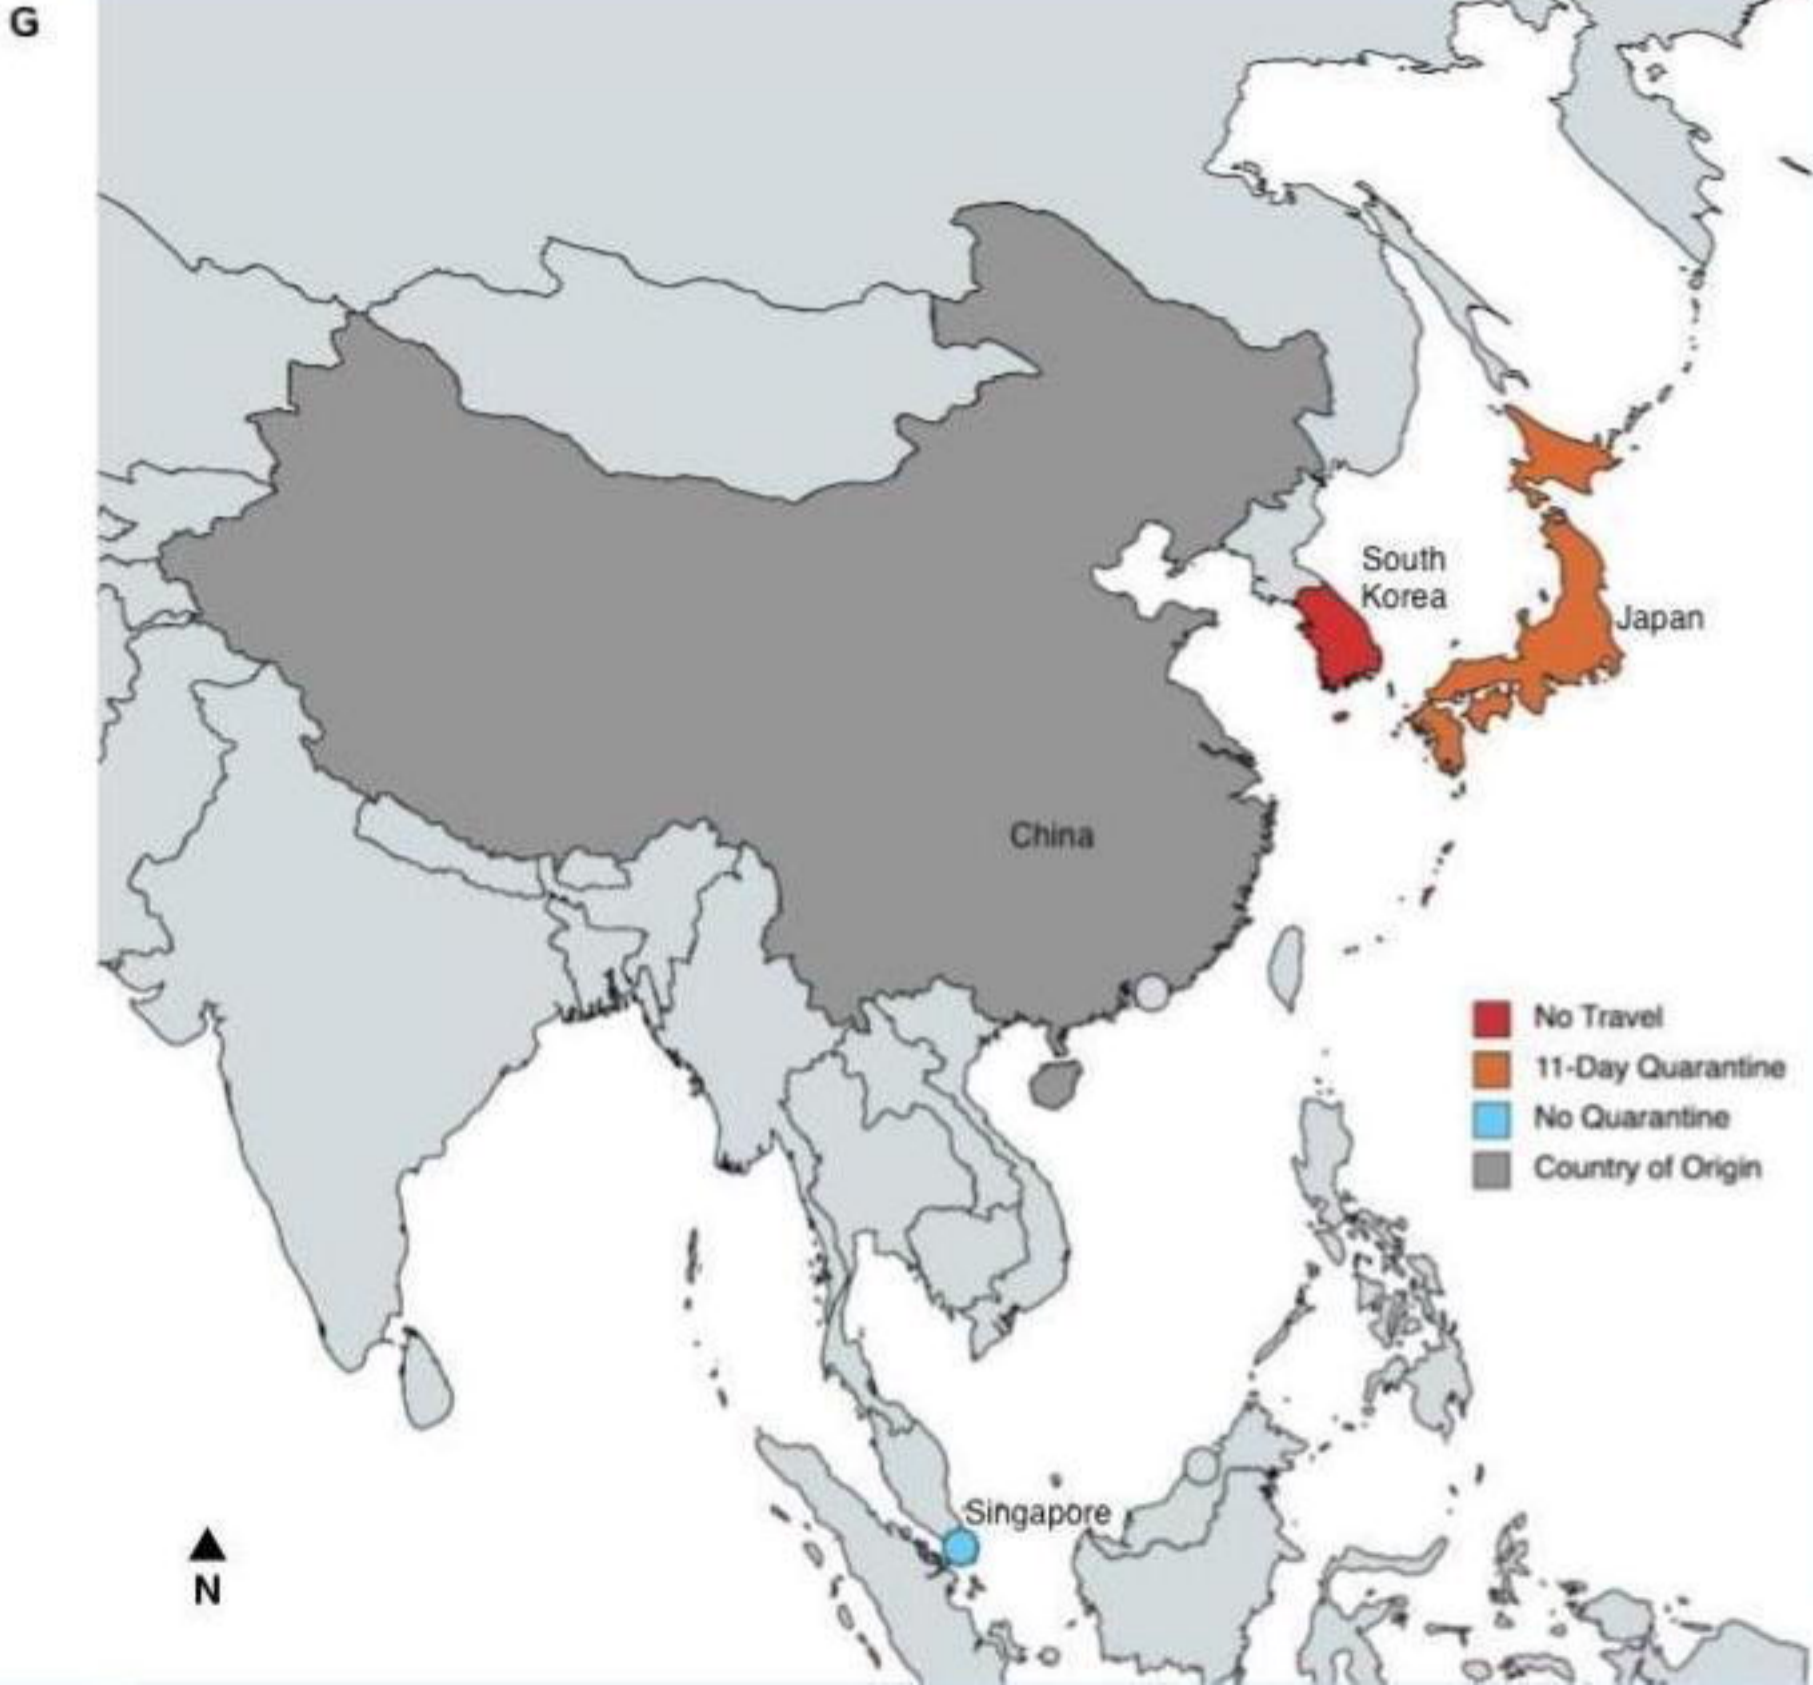 G
South
Korea
Japan
China
No Travel
11-Day Quarantine
No Quarantine
Country of Origin
Singapore
N